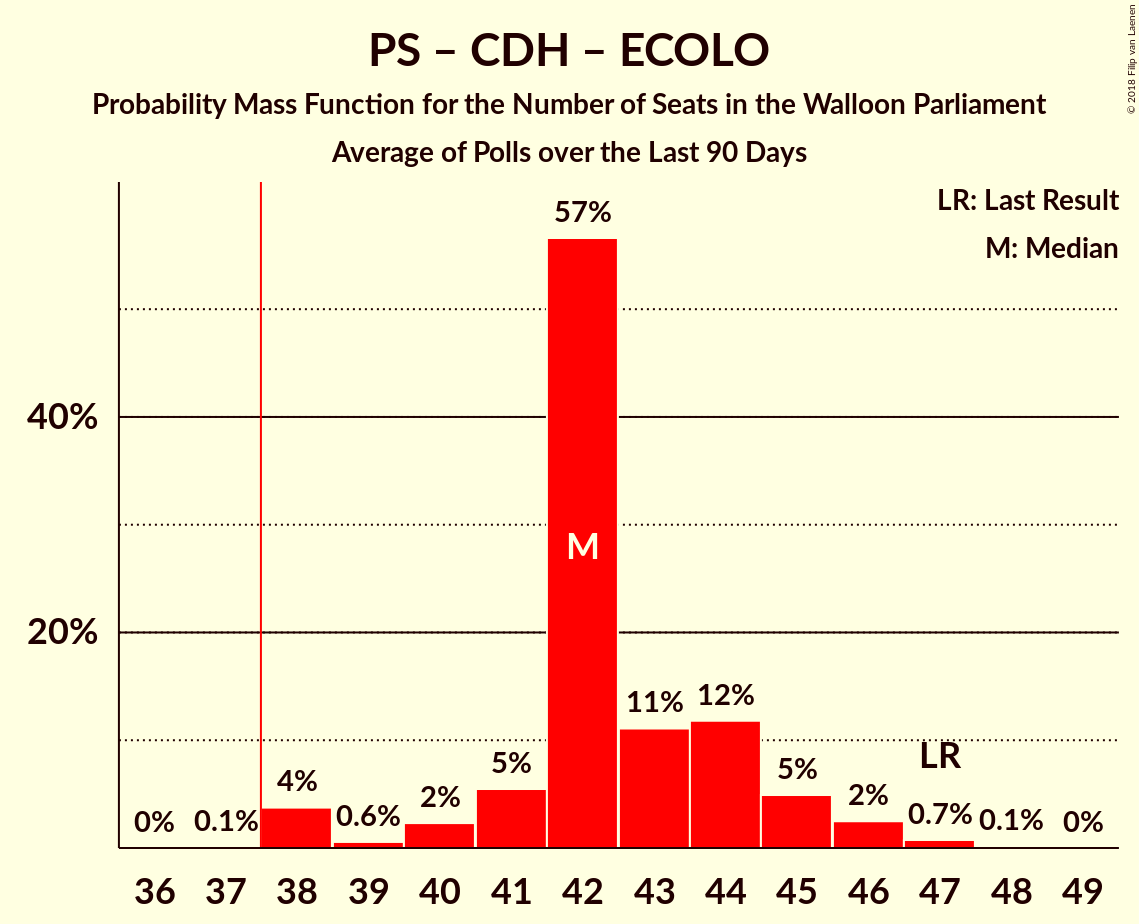 PS – CDH – ECOLO
Probability Mass Function for the Number of Seats in the Walloon Parliament
Average of Polls over the Last 90 Days
© 2018 Filip van Laenen
LR: Last Result
M: Median
40%
20%
0%
0.1%
4%
0.6%
2%
5%
57%
11%
12%
5%
2%
0.7%
0.1%
0%
M
LR
36 37 38 39 40 41 42 43 44 45 46 47 48 49